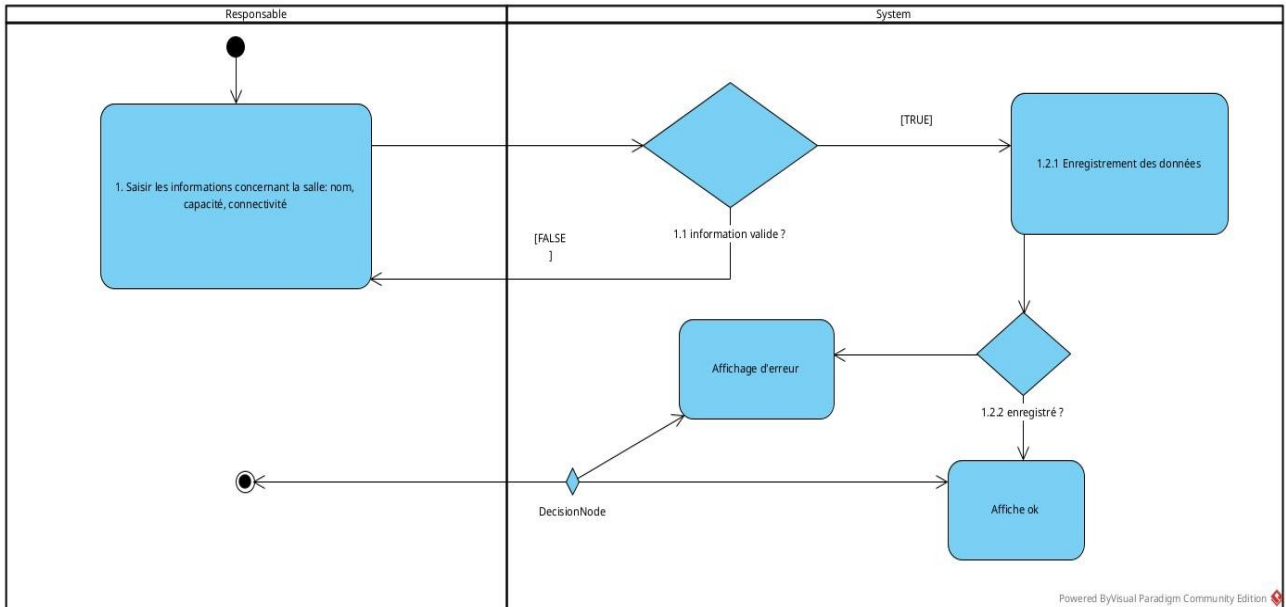 Responsable
System
[TRUE]
1. Saisir les informations concernant la salle: nom,
capacité, connectivité
1.2.1 Enregistrement des données
1.1 information valide ?
[FALSE
]
Affichage d'erreur
1.2.2 enregistré ?
DecisionNode
Affiche ok
Powered ByVisual Paradigm Community Edition